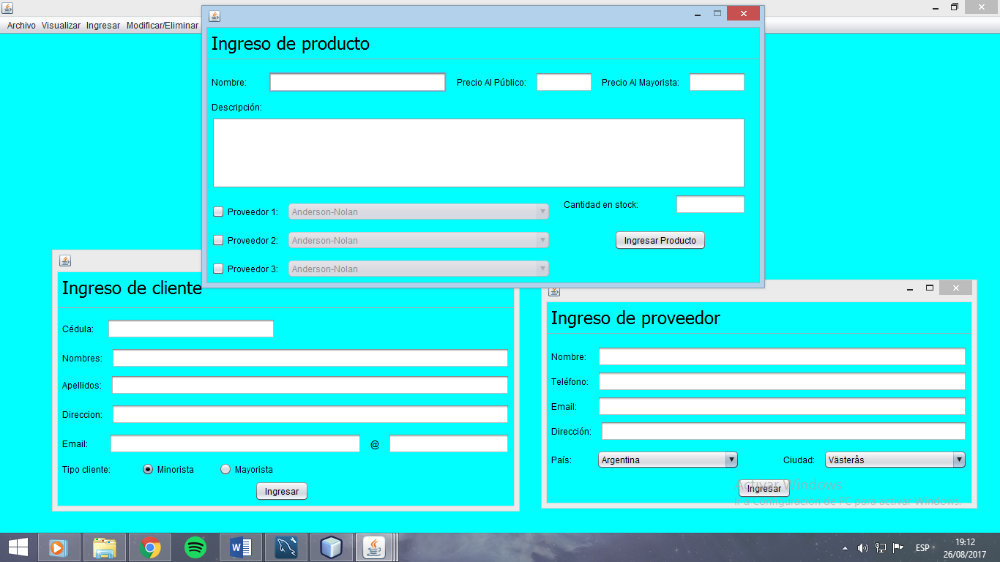 Archivo Visualizar Ingresar Modificar/Eliminar
Ingreso de producto
Nombre: Precio Al Público: Precio Al Mayorista:
Descripción:
Cantidad en stock:
Proveedor 1: Anderson-Nolan
Proveedor 2: Anderson-Nolan
Ingresar Producto
Proveedor 3: Anderson-Nolan
Ingreso de cliente
Cédula:
Nombres:
Apellidos:
Direccion:
Email: @
Tipo cliente: Minorista Mayorista
Ingresar
Ingreso de proveedor
Nombre:
Teléfono:
Email:
Dirección:
País: Argentina Ciudad: Västerås
Ingresar
Activar Windows
Ir a Configuración de PC para activar Windows.
ESP
19:12
26/08/2017